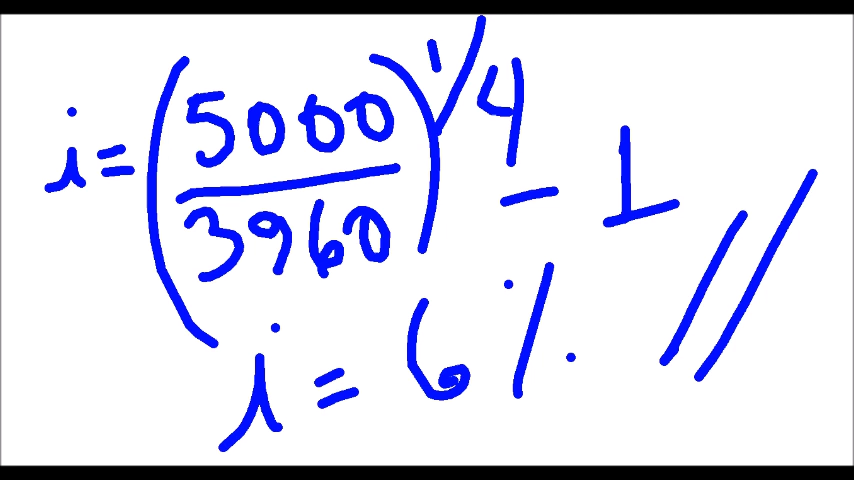 i = (5000/3960)^1/4 - 1 //
i = 6 %